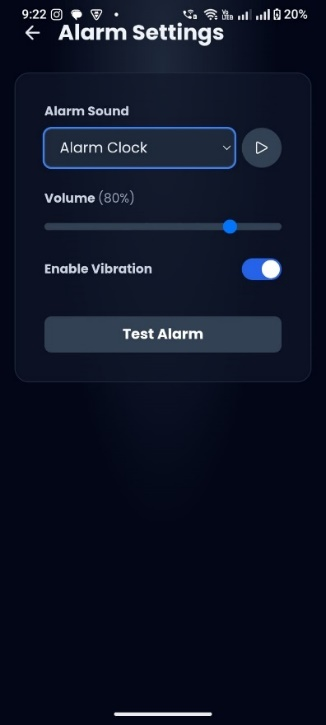 9:22 20%
Alarm Settings
Alarm Sound
Alarm Clock
Volume (80%)
Enable Vibration
Test Alarm